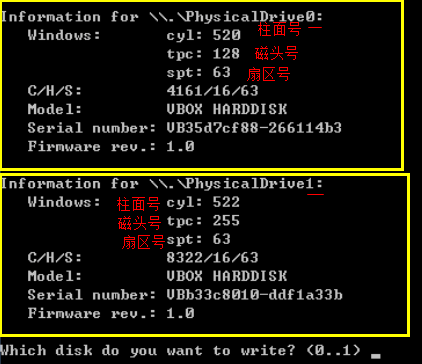 Information for \\.\PhysicalDrive0:
Windows: cyl: 520 柱面号
tpc: 128 磁头号
spt: 63 扇区号
C/H/S: 4161/16/63
Model: VBOX HARDDISK
Serial number: VB35d7cf88-266114b3
Firmware rev.: 1.0
Information for \\.\PhysicalDrive1:
Windows: 柱面号 cyl: 522
磁头号 tpc: 255
扇区号 spt: 63
C/H/S: 8322/16/63
Model: VBOX HARDDISK
Serial number: VBb33c8010-ddf1a33b
Firmware rev.: 1.0
Which disk do you want to write? (0..1) _